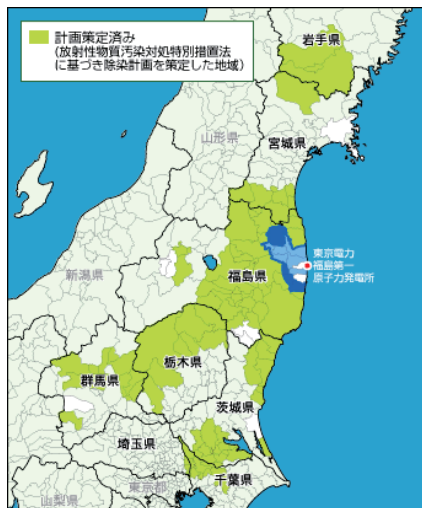 計画策定済み
(放射性物質汚染対処特別措置法
に基づき除染計画を策定した地域)
岩手県
山形県
宮城県
東京電力
福島第一
原子力発電所
新潟県
福島県
栃木県
群馬県
茨城県
埼玉県
東京都
千葉県
山梨県